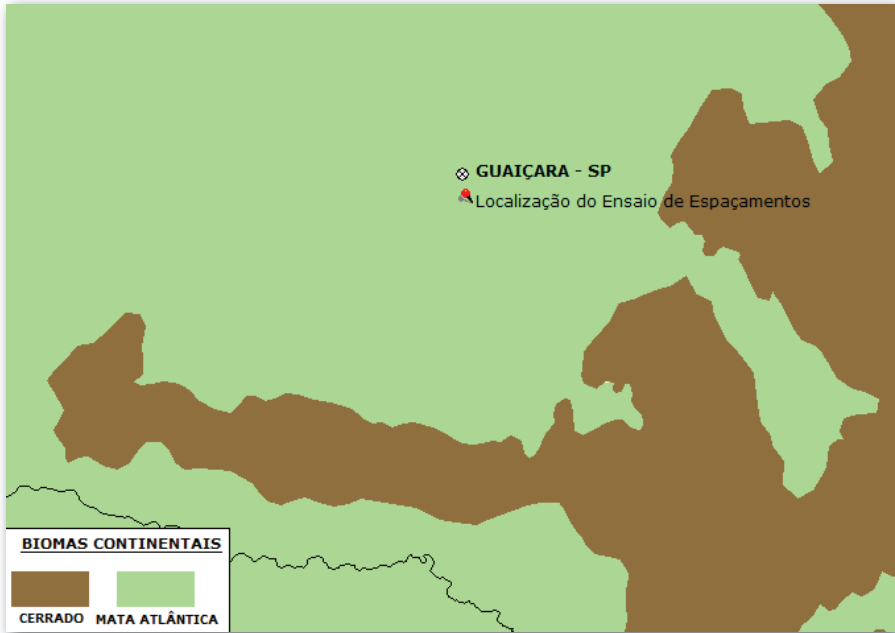 GUAIÇARA - SP
Localização do Ensaio de Espaçamentos
BIOMAS CONTINENTAIS
CERRADO MATA ATLÂNTICA